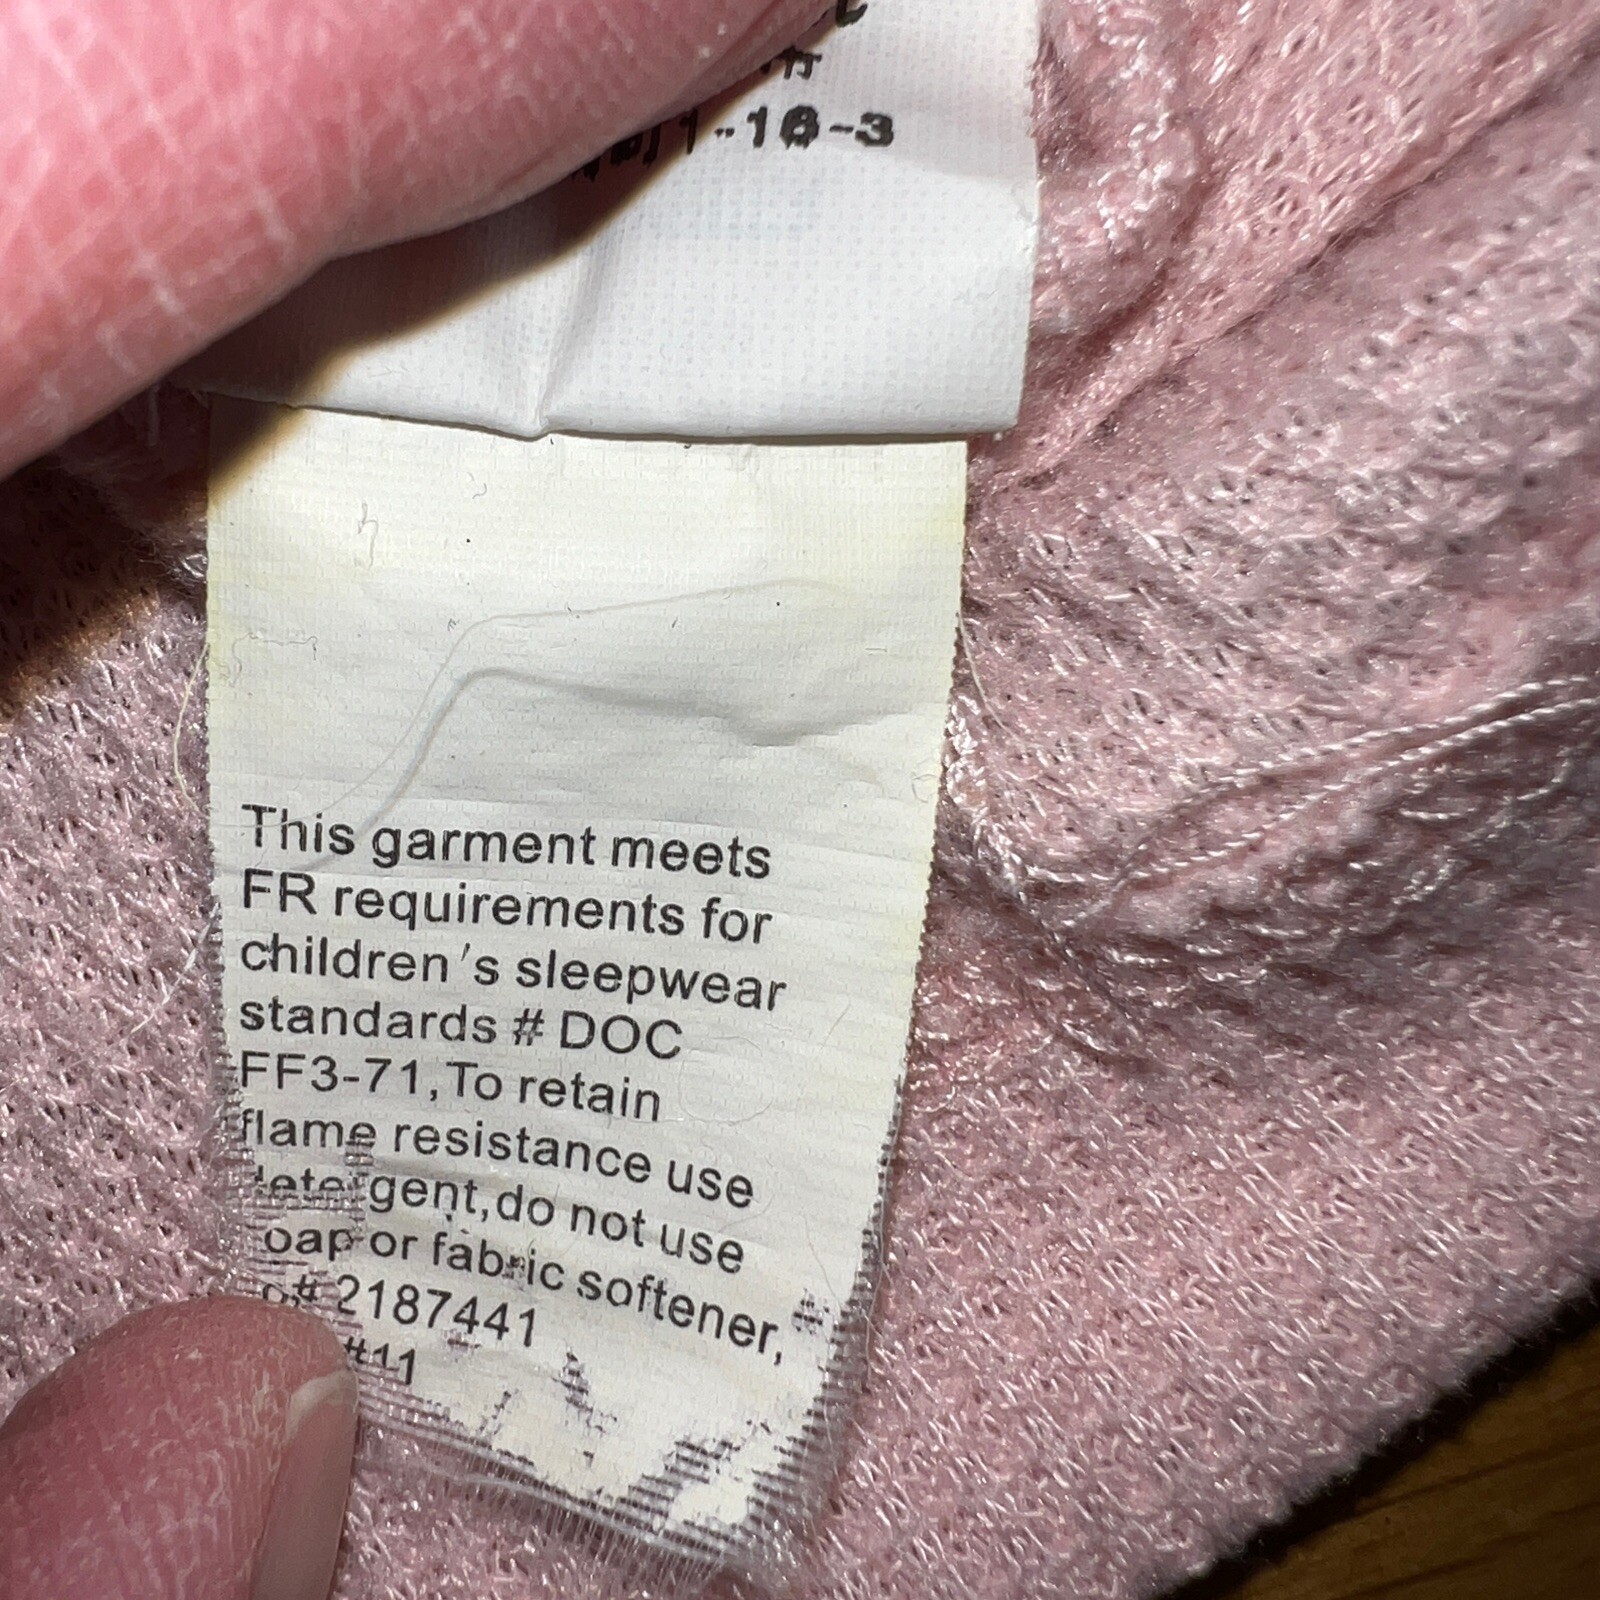 1-16-3
This garment meets
FR requirements for
children's sleepwear
standards # DOC
FF3-71, To retain
flame resistance use
detergent, do not use
oap or fabric softener,
o# 2187441
#11